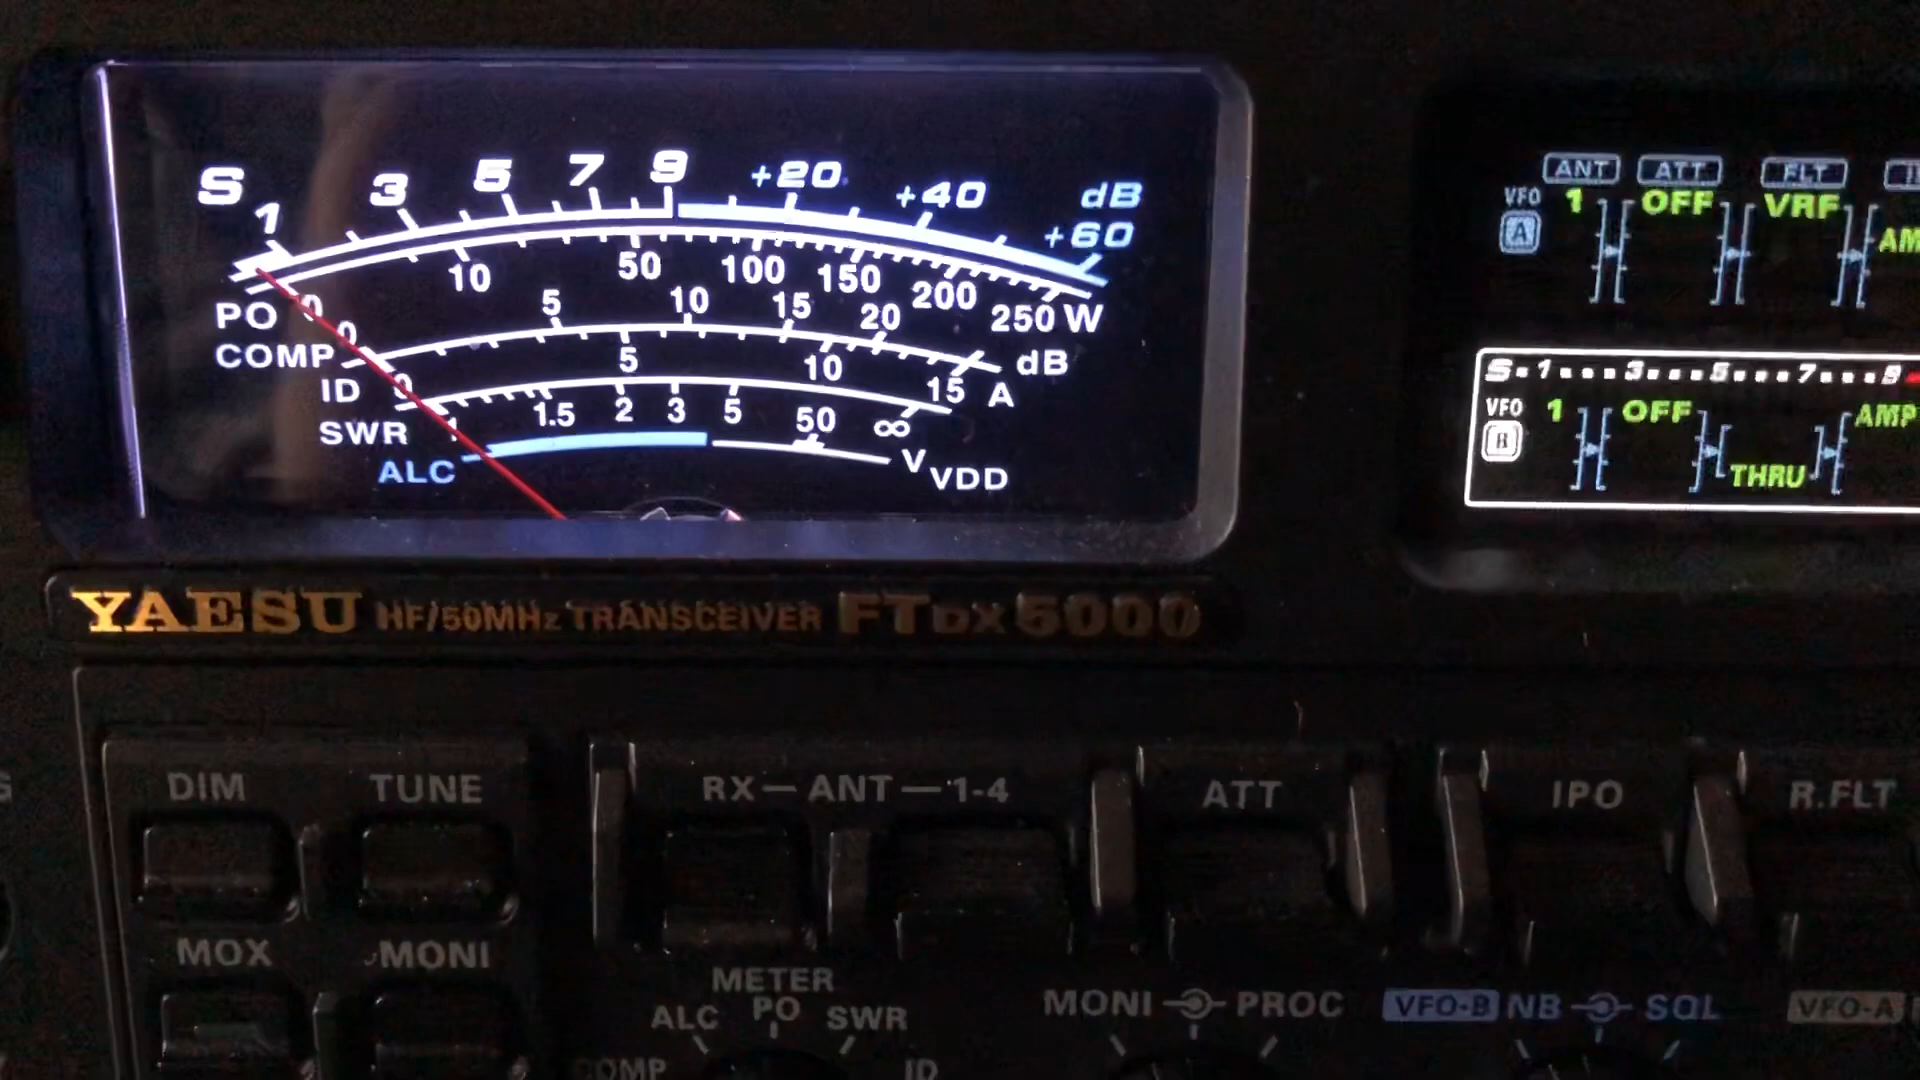 S 1 3 5 7 9 +20 +40 +60 dB
PO 0 10 50 100 150 200 250 W
COMP 0 5 10 15 20 dB
ID 0 5 10 15 A
SWR 1 1.5 2 3 5 50 ∞
ALC V VDD
YAESU HF/50MHz TRANSCEIVER FTDX5000
ANT ATT FLT
VFO A 1 OFF VRF AM
S 1 3 5 7 9
VFO B 1 OFF THRU AMP
DIM TUNE RX ANT 1-4 ATT IPO R.FLT
MOX MONI
METER
ALC PO SWR
COMP ID
MONI PROC
VFO-B NB SQL
VFO-A